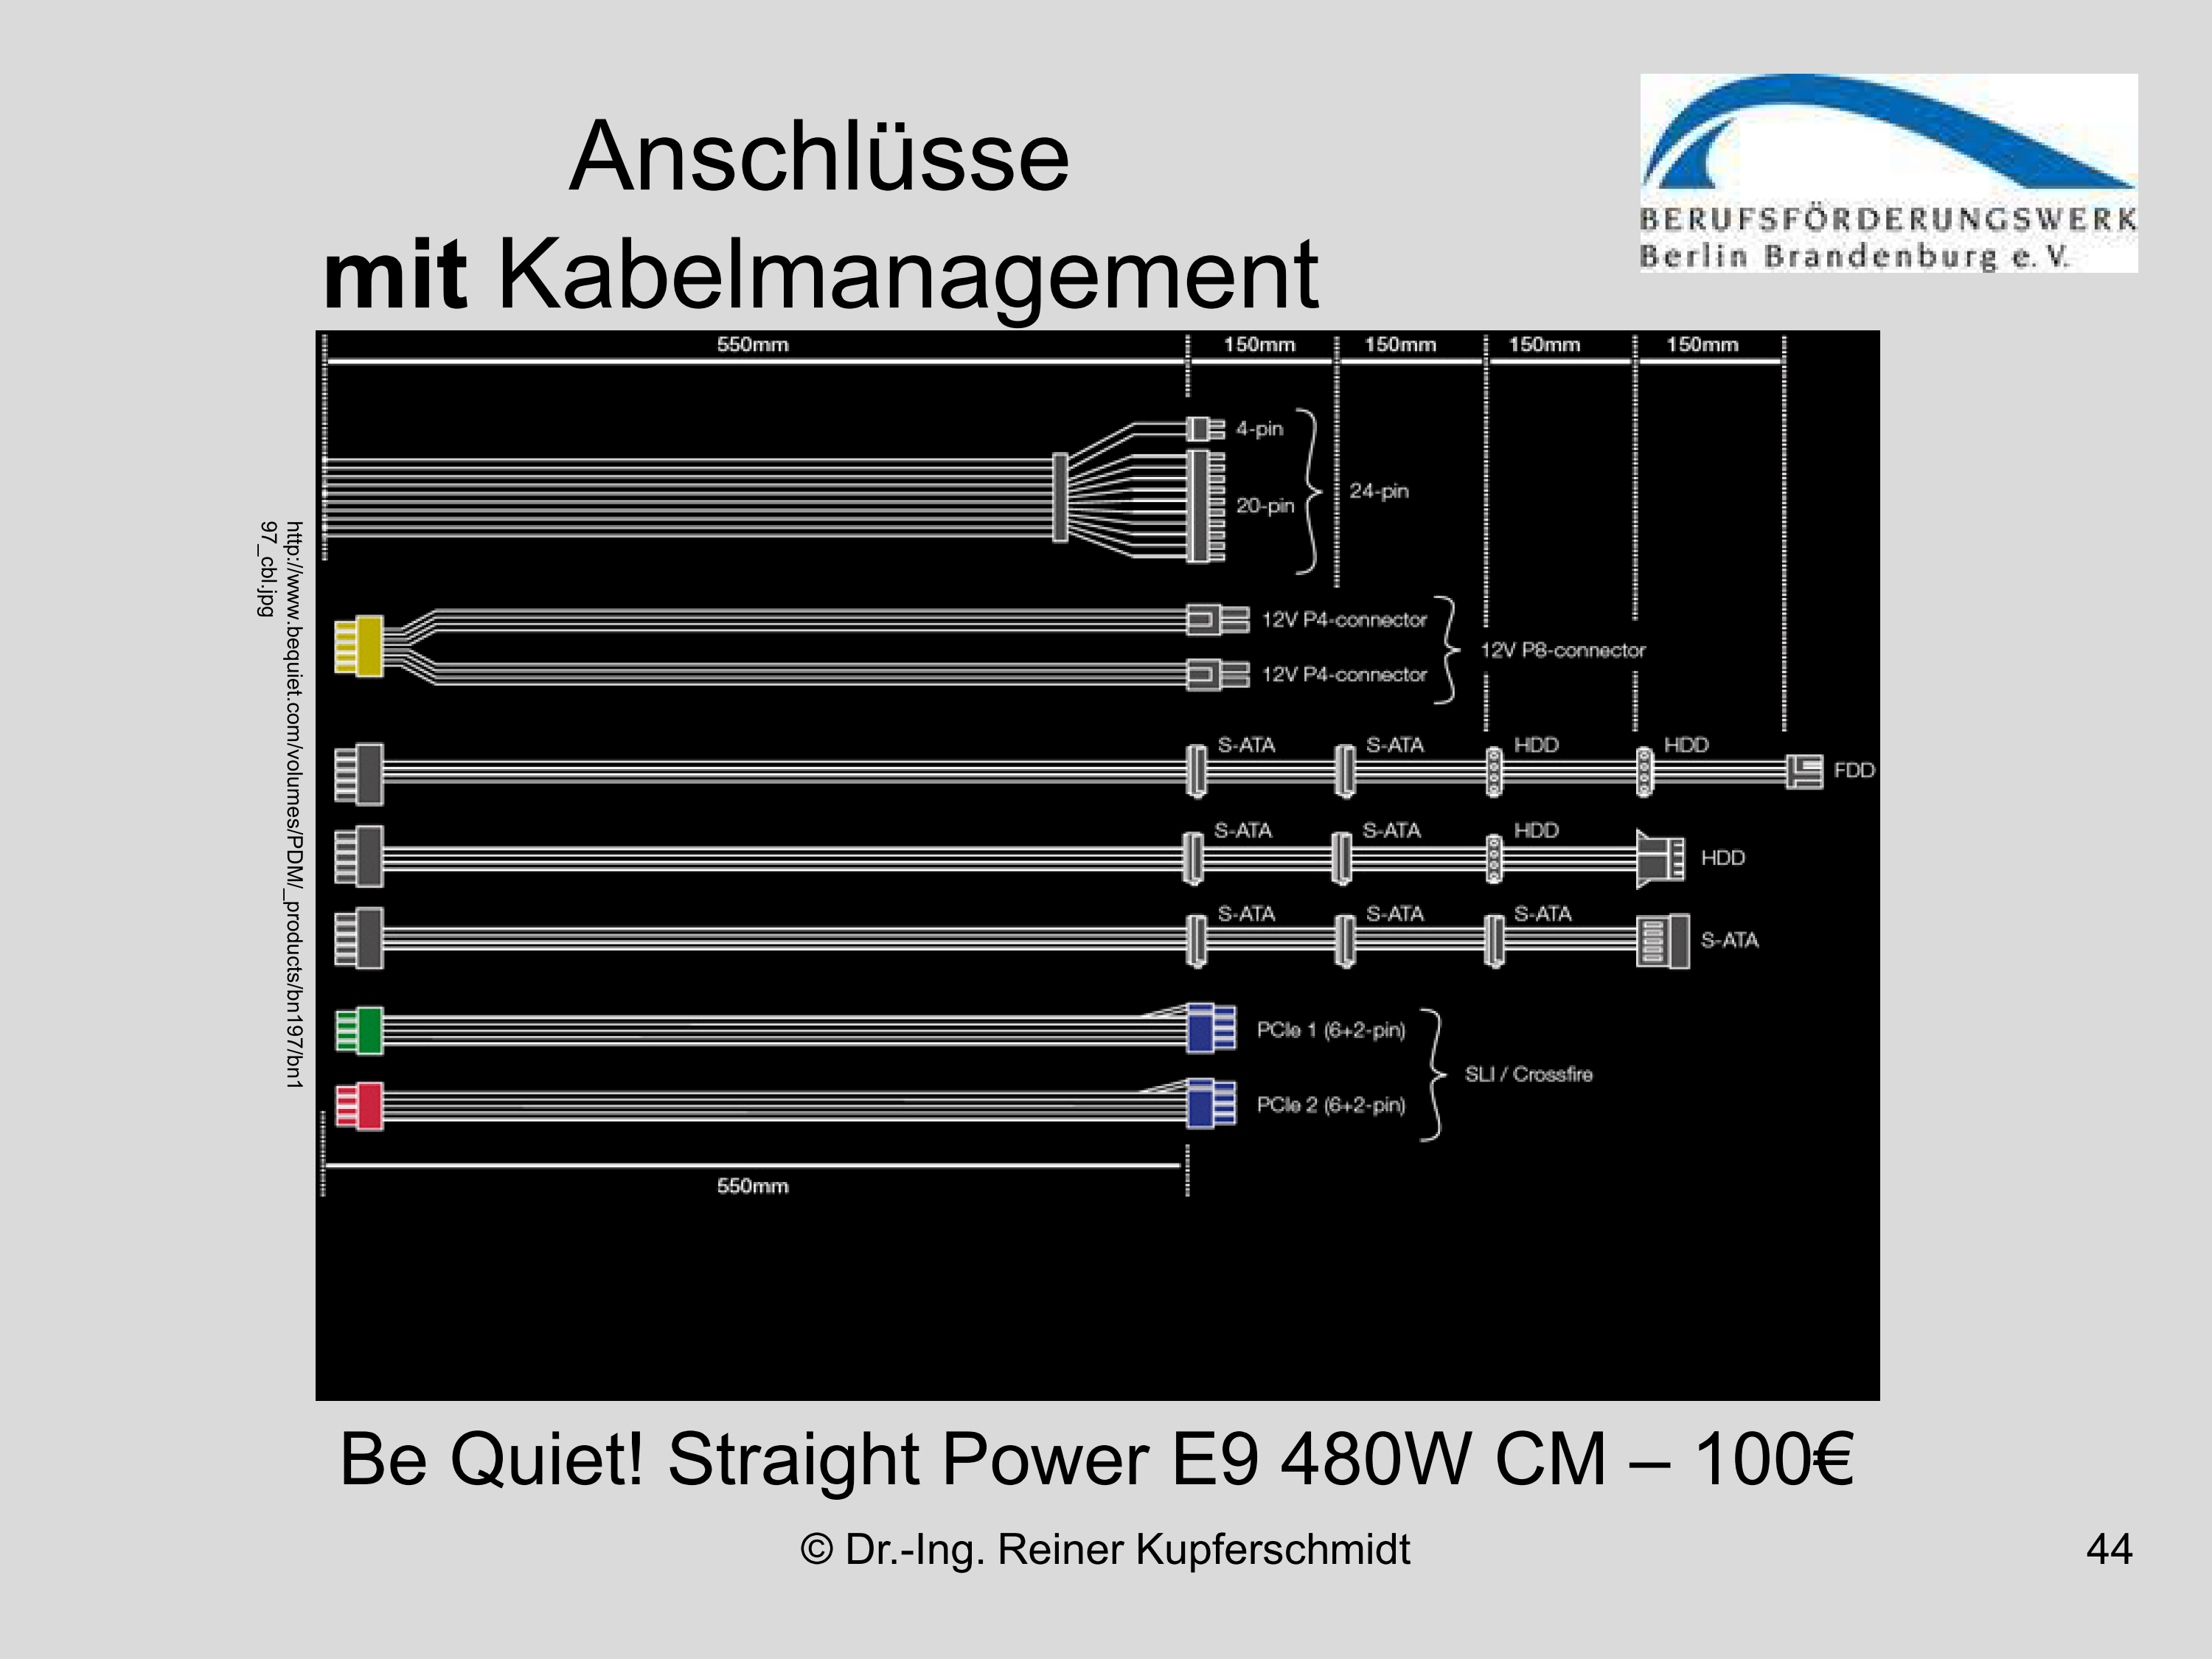 Anschlüsse
mit Kabelmanagement
BERUFSFÖRDERUNGSWERK
Berlin Brandenburg e. V.
550mm 150mm 150mm 150mm 150mm
4-pin
20-pin
24-pin
12V P4-connector
12V P4-connector
12V P8-connector
S-ATA S-ATA HDD HDD FDD
S-ATA S-ATA HDD HDD
S-ATA S-ATA S-ATA S-ATA
PCIe 1 (6+2-pin)
PCIe 2 (6+2-pin)
SLI / Crossfire
550mm
http://www.bequiet.com/volumes/PDM/_products/bn197/bn1
97_cbl.jpg
Be Quiet! Straight Power E9 480W CM – 100€
© Dr.-Ing. Reiner Kupferschmidt
44